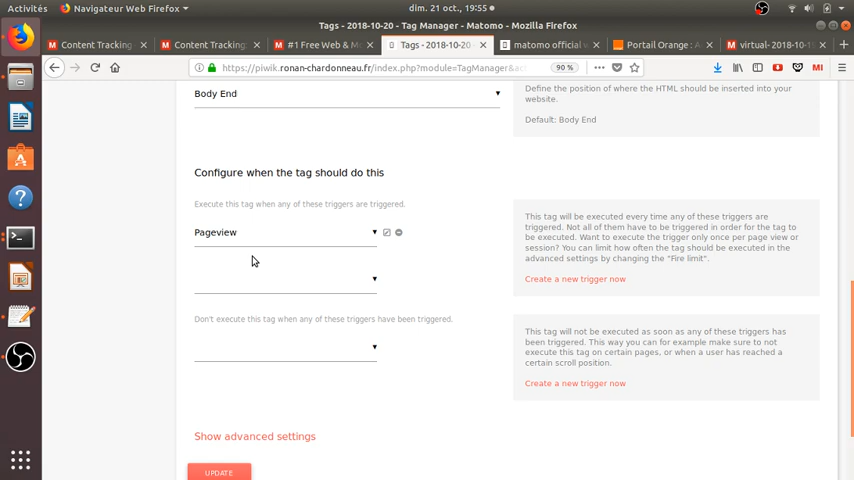 Activités Navigateur Web Firefox ▾ dim. 21 oct., 19:55
Tags - 2018-10-20 - Tag Manager - Matomo - Mozilla Firefox
Content Tracking
Content Tracking:
#1 Free Web & Mo
Tags - 2018-10-20 -
matomo official w
Portail Orange : A
virtual- 2018-10-1
https://piwik.ronan-chardonneau.fr/index.php?module=TagManager&
90 %
Body End
Define the position of where the HTML should be inserted into your
website.
Default: Body End
Configure when the tag should do this
Execute this tag when any of these triggers are triggered.
Pageview
This tag will be executed every time any of these triggers are
triggered. Not all of them have to be triggered in order for the tag to
be executed. Want to execute the trigger only once per page view or
session? You can limit how often the tag should be executed in the
advanced settings by changing the "Fire limit".
Create a new trigger now
Don't execute this tag when any of these triggers have been triggered.
This tag will not be executed as soon as any of these triggers has
been triggered. This way you can for example make sure to not
execute this tag on certain pages, or when a user has reached a
certain scroll position.
Create a new trigger now
Show advanced settings
UPDATE